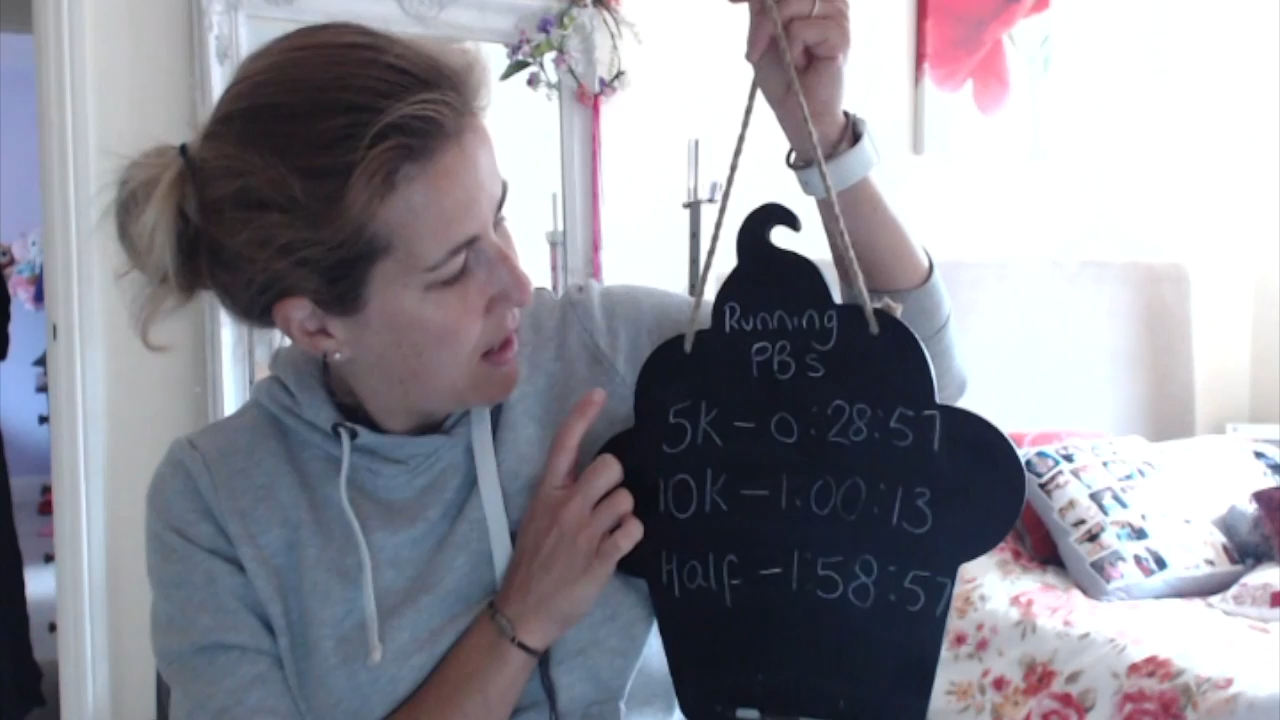 Running
PBs
5K - 0:28:57
10K - 1:00:13
Half - 1:58:57